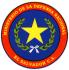 MINISTERIO DE LA DEFENSA NACIONAL
EL SALVADOR C.A.